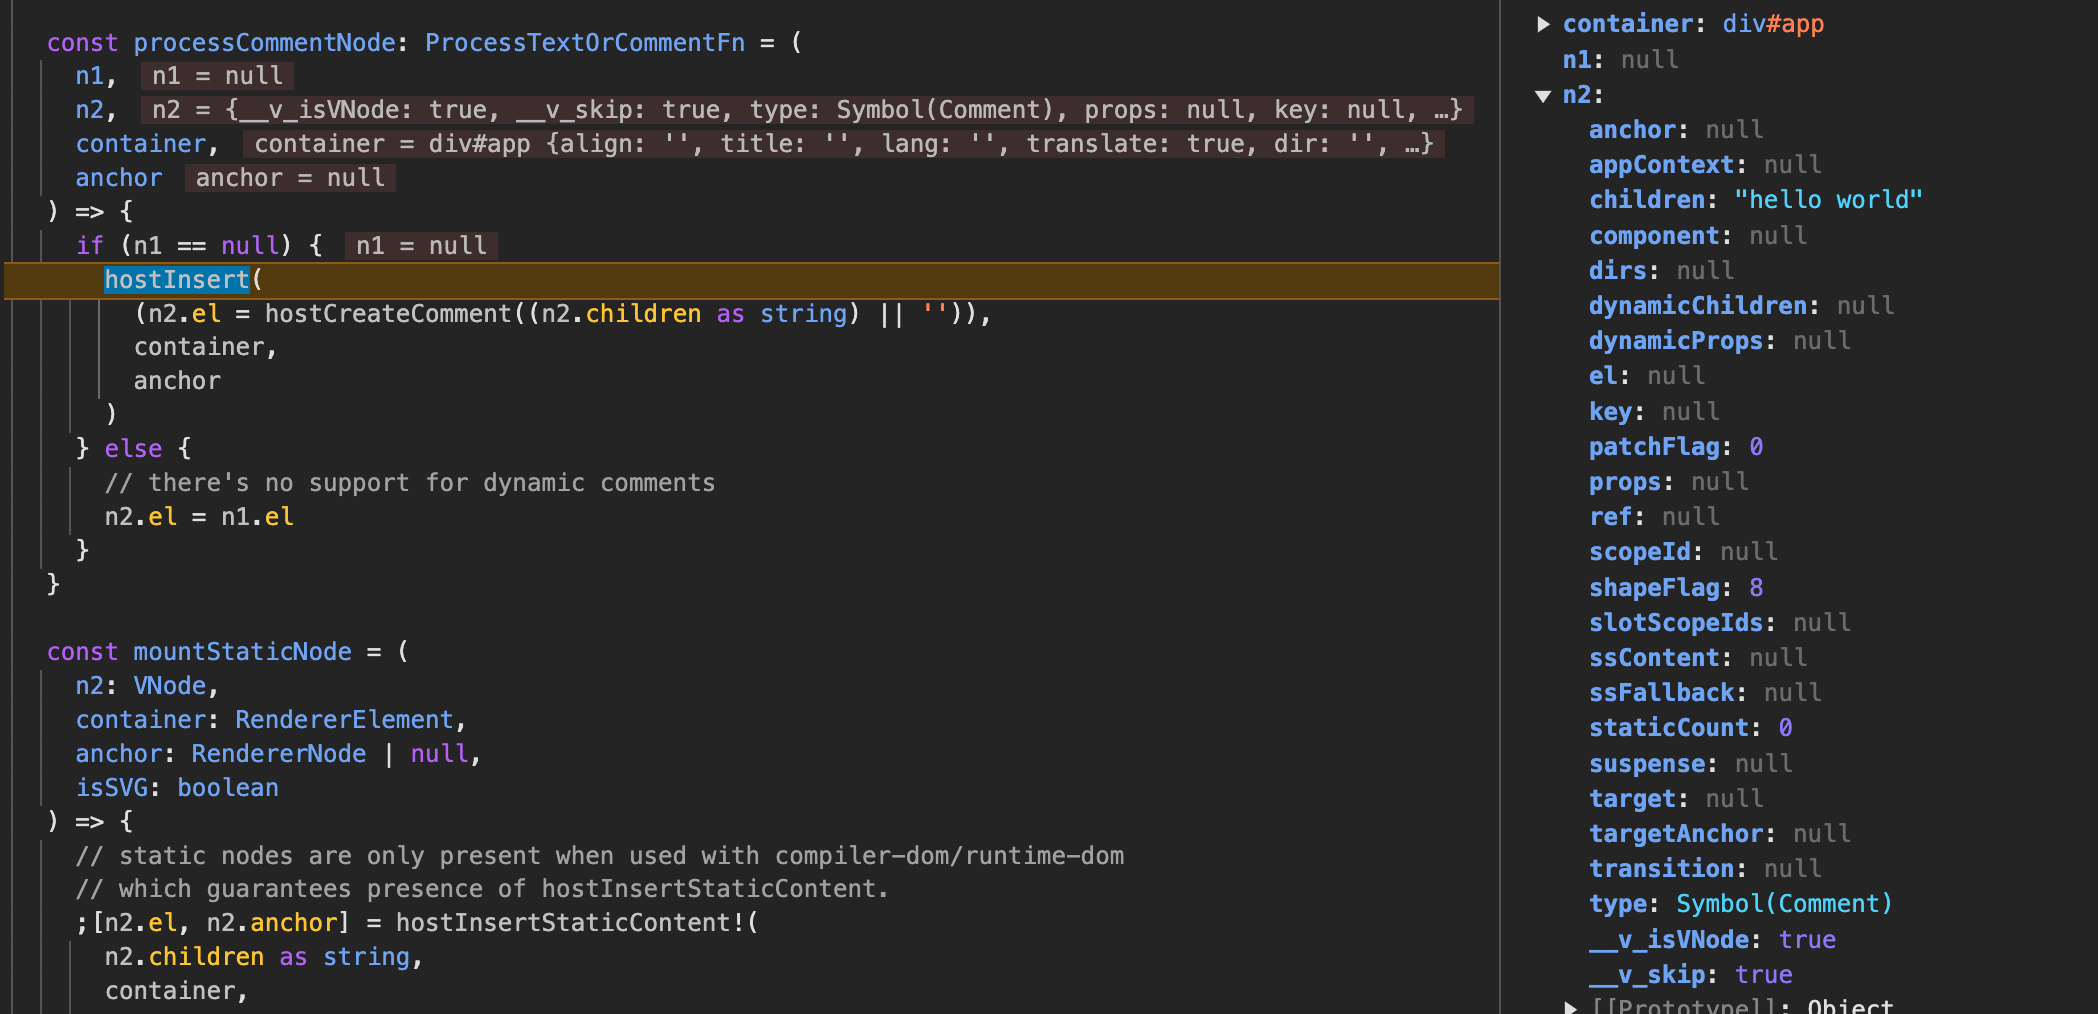 const processCommentNode: ProcessTextOrCommentFn = (
n1, n1 = null
n2, n2 = {__v_isVNode: true, __v_skip: true, type: Symbol(Comment), props: null, key: null, …}
container, container = div#app {align: '', title: '', lang: '', translate: true, dir: '', …}
anchor anchor = null
) => {
if (n1 == null) { n1 = null
hostInsert(
(n2.el = hostCreateComment((n2.children as string) || '')),
container,
anchor
)
} else {
// there's no support for dynamic comments
n2.el = n1.el
}
}
const mountStaticNode = (
n2: VNode,
container: RendererElement,
anchor: RendererNode | null,
isSVG: boolean
) => {
// static nodes are only present when used with compiler-dom/runtime-dom
// which guarantees presence of hostInsertStaticContent.
;[n2.el, n2.anchor] = hostInsertStaticContent!(
n2.children as string,
container,
container: div#app
n1: null
n2:
anchor: null
appContext: null
children: "hello world"
component: null
dirs: null
dynamicChildren: null
dynamicProps: null
el: null
key: null
patchFlag: 0
props: null
ref: null
scopeId: null
shapeFlag: 8
slotScopeIds: null
ssContent: null
ssFallback: null
staticCount: 0
suspense: null
target: null
targetAnchor: null
transition: null
type: Symbol(Comment)
__v_isVNode: true
__v_skip: true
[[Prototype]]: Object